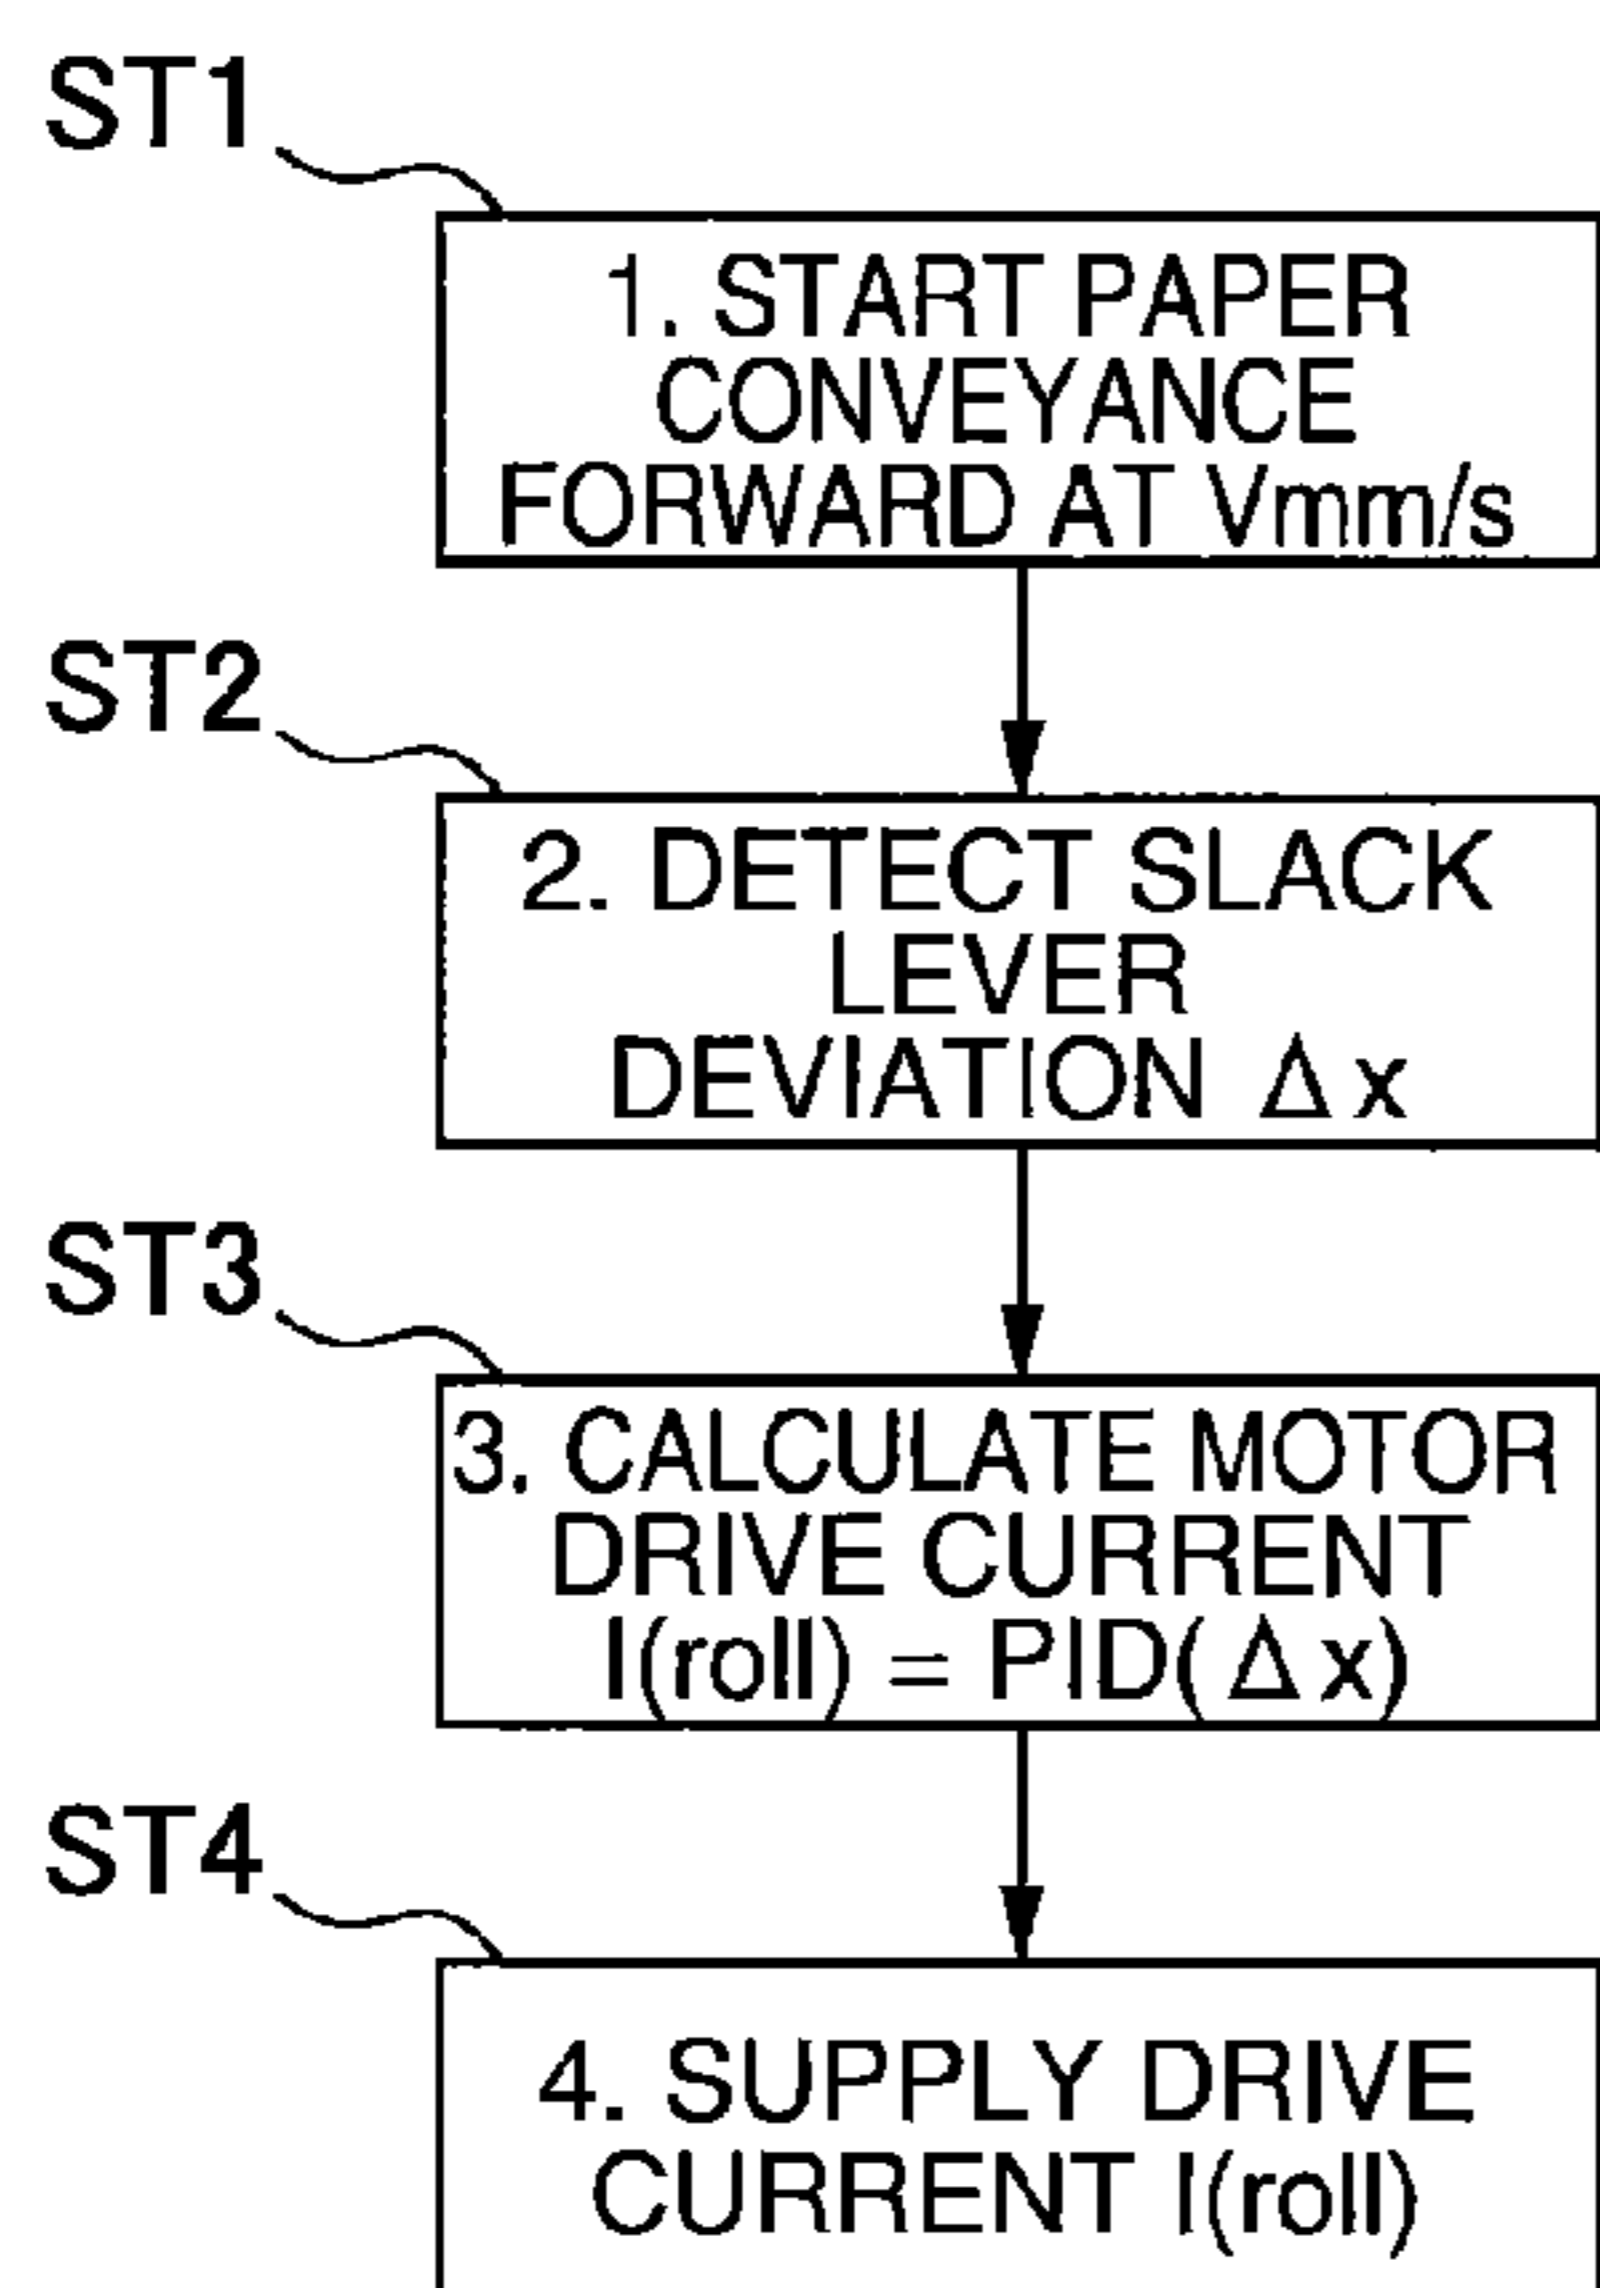 ST1
1. START PAPER
CONVEYANCE
FORWARD AT Vmm/s
ST2
2. DETECT SLACK
LEVER
DEVIATION Δx
ST3
3. CALCULATE MOTOR
DRIVE CURRENT
I(roll) = PID(Δx)
ST4
4. SUPPLY DRIVE
CURRENT I(roll)